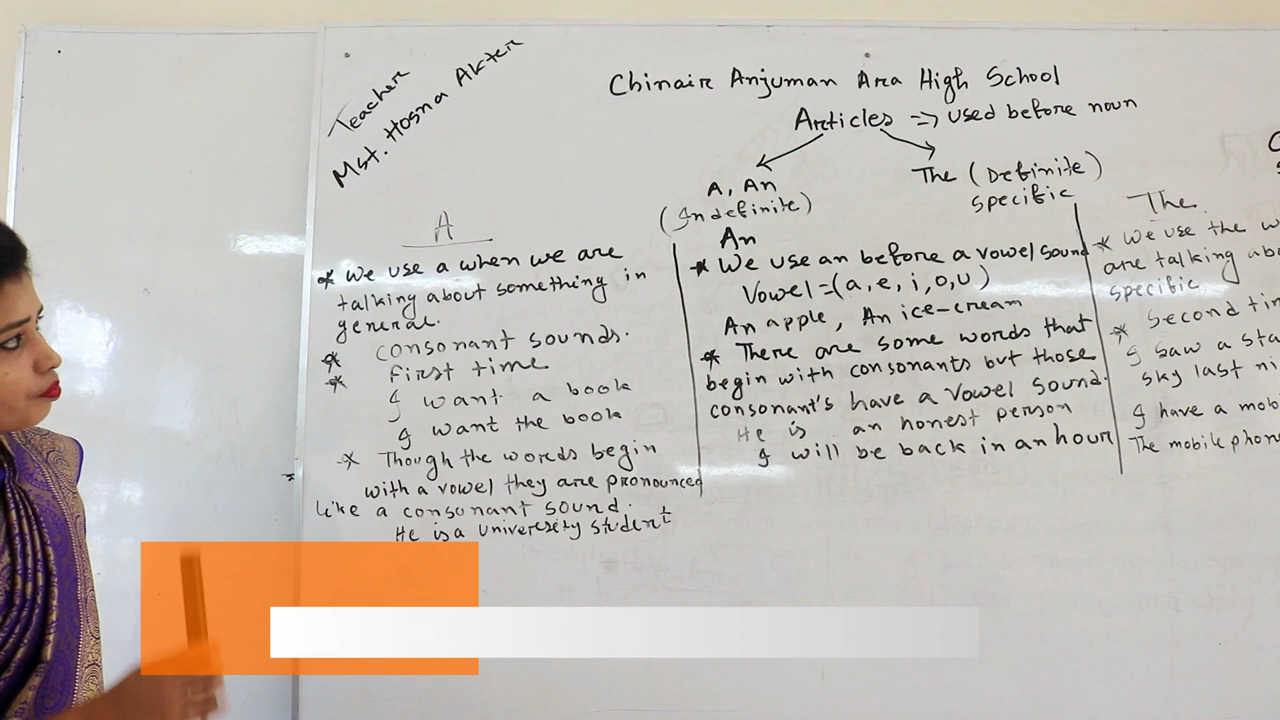 Teacher
Mst. Hosna Akter
Chinair Anjuman Ara High School
Articles => used before noun
A, An
(Indefinite)
The (Definite)
specific
A
* We use a when we are
talking about something in
general.
* consonant sounds.
* first time
I want a book
I want the book
* Though the words begin
with a vowel they are pronounced
like a consonant sound.
He is a university student
An
* We use an before a vowel sound
Vowel=(a, e, i, o, u)
An apple, An ice-cream
* There are some words that
begin with consonants but those
consonant's have a vowel sound.
He is an honest person
I will be back in an hour
The
* We use the w
are talking abo
specific
* Second tim
I saw a sta
sky last ni
I have a mob
The mobile phon